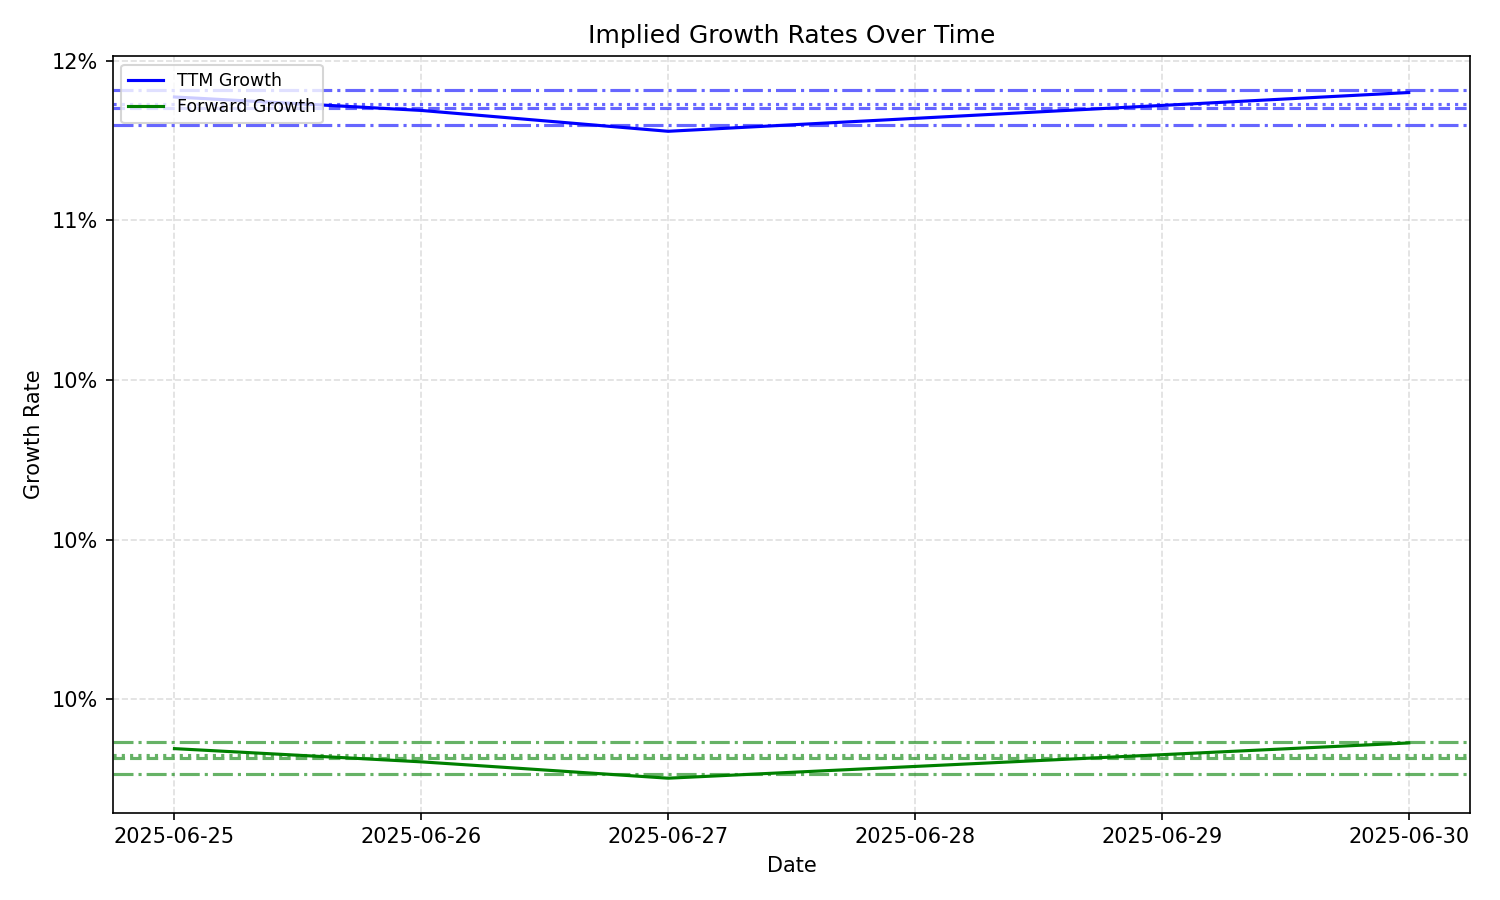 Implied Growth Rates Over Time
TTM Growth
Forward Growth
12%
11%
10%
10%
10%
Growth Rate
2025-06-25 2025-06-26 2025-06-27 2025-06-28 2025-06-29 2025-06-30
Date